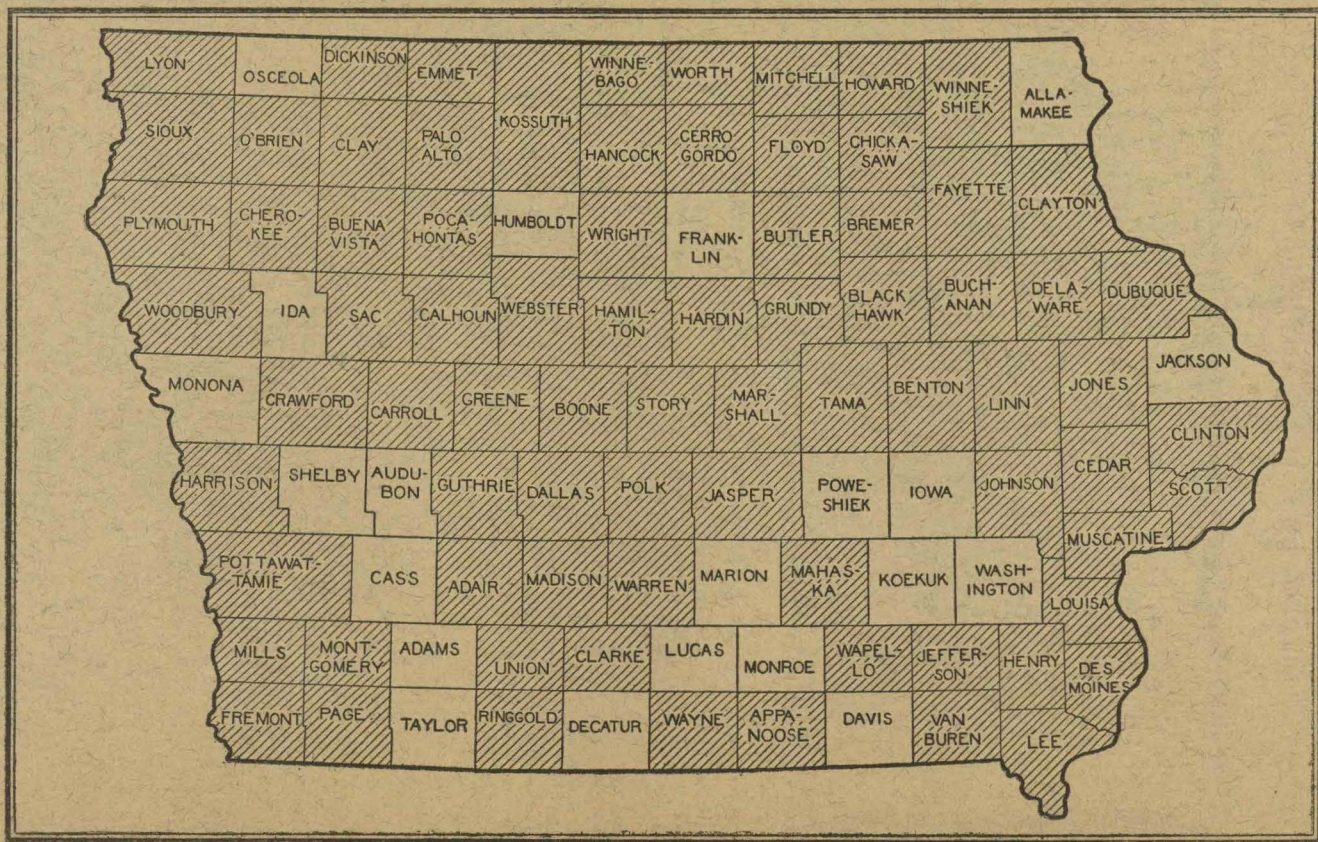 LYON
OSCEOLA
DICKINSON
EMMET
WINNE-
BAGO
WORTH
MITCHELL
HOWARD
WINNE-
SHIEK
ALLA-
MAKEE
SIOUX
O'BRIEN
CLAY
PALO
ALTO
KOSSUTH
HANCOCK
CERRO
GORDO
FLOYD
CHICKA-
SAW
FAYETTE
CLAYTON
PLYMOUTH
CHERO-
KEE
BUENA
VISTA
POCA-
HONTAS
HUMBOLDT
WRIGHT
FRANK-
LIN
BUTLER
BREMER
WOODBURY
IDA
SAC
CALHOUN
WEBSTER
HAMIL-
TON
HARDIN
GRUNDY
BLACK
HAWK
BUCH-
ANAN
DELA-
WARE
DUBUQUE
MONONA
CRAWFORD
CARROLL
GREENE
BOONE
STORY
MAR-
SHALL
TAMA
BENTON
LINN
JONES
JACKSON
CLINTON
HARRISON
SHELBY
AUDU-
BON
GUTHRIE
DALLAS
POLK
JASPER
POWE-
SHIEK
IOWA
JOHNSON
CEDAR
SCOTT
MUSCATINE
POTTAWAT-
TAMIE
CASS
ADAIR
MADISON
WARREN
MARION
MAHAS-
KA
KOEKUK
WASH-
INGTON
LOUISA
MILLS
MONT-
GOMERY
ADAMS
UNION
CLARKE
LUCAS
MONROE
WAPEL-
LO
JEFFER-
SON
HENRY
DES
MOINES
FREMONT
PAGE
TAYLOR
RINGGOLD
DECATUR
WAYNE
APPA-
NOOSE
DAVIS
VAN
BUREN
LEE